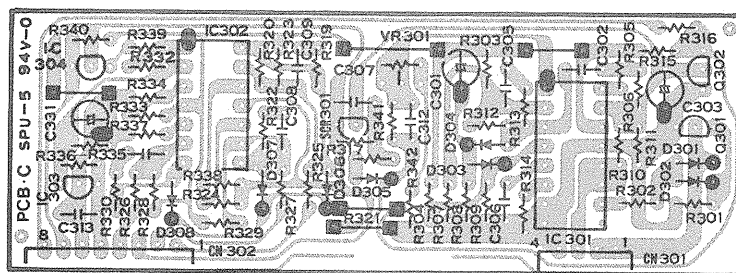 PCB-C SPU-5 94V-0
R340
IC
304
C331
R336
IC
303
C313
8
R339
R332
R334
R333
R337
R335
R330
R326
R328
D308
IC302
R338
R329
1
CN302
R320
R323
C309
R319
R322
C308
D307
R327
R325
D306
D305
R321
C307
VR301
R341
R342
C312
C301
D304
D303
R303
C305
R312
R313
R314
R304
R307
R308
R309
C306
C302
R305
R306
R310
R302
R311
IC301
4
1
CN301
R316
R315
Q302
C303
Q301
D301
D302
R301